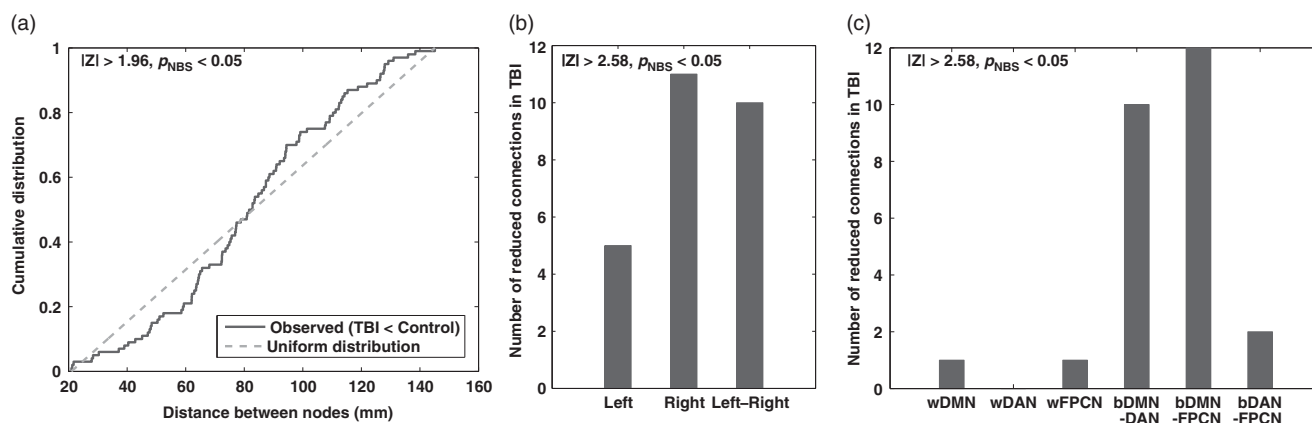 (a)
|Z| > 1.96, pNBS < 0.05
Cumulative distribution
1
0.8
0.6
0.4
0.2
0
20
40
60
80
100
120
140
160
Distance between nodes (mm)
Observed (TBI < Control)
Uniform distribution
(b)
|Z| > 2.58, pNBS < 0.05
Number of reduced connections in TBI
12
10
8
6
4
2
0
Left
Right
Left–Right
(c)
|Z| > 2.58, pNBS < 0.05
Number of reduced connections in TBI
12
10
8
6
4
2
0
wDMN
wDAN
wFPCN
bDMN
-DAN
bDMN
-FPCN
bDAN
-FPCN